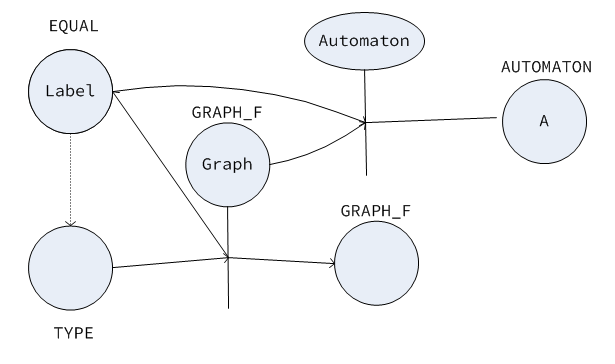 EQUAL
Automaton
Label
AUTOMATON
GRAPH_F
A
Graph
GRAPH_F
TYPE